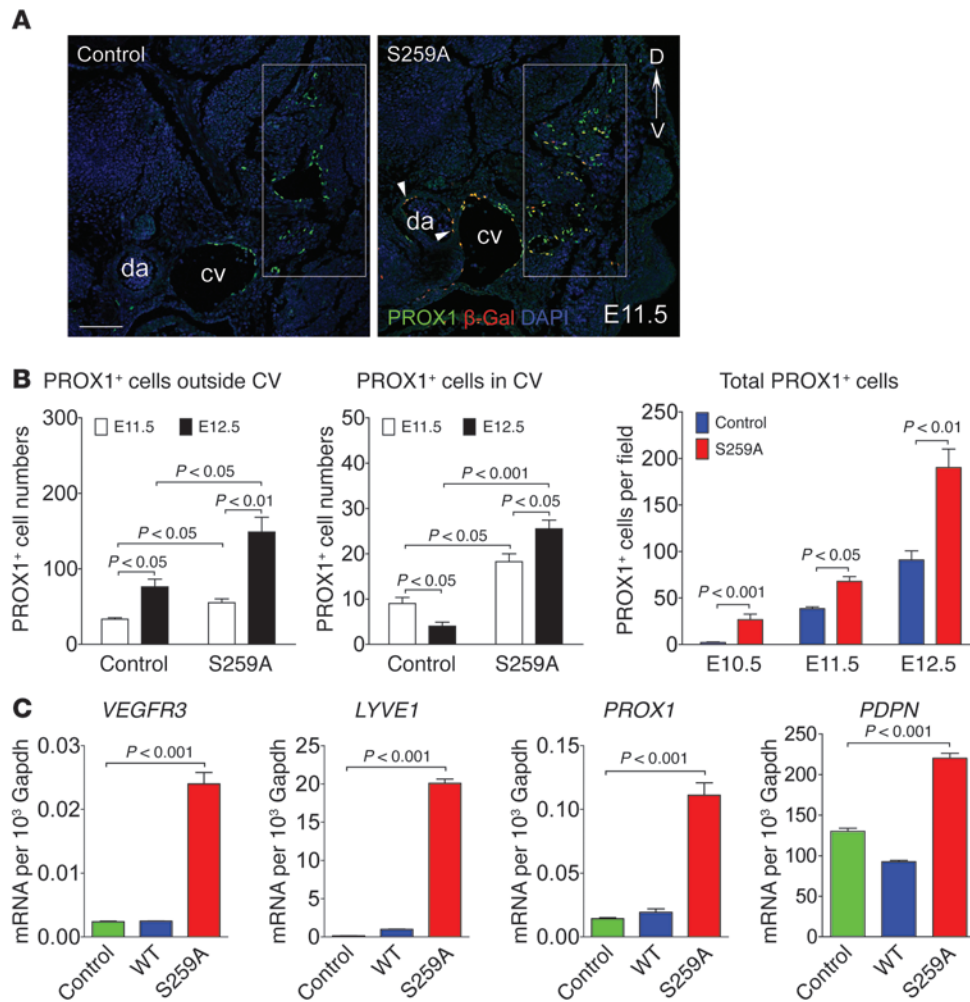 A
Control
S259A
D
V
da
cv
da
cv
PROX1 β-Gal DAPI
E11.5
B
PROX1⁺ cells outside CV
PROX1⁺ cells in CV
Total PROX1⁺ cells
PROX1⁺ cell numbers
300
150
0
E11.5
E12.5
P < 0.05
P < 0.01
P < 0.05
P < 0.05
Control
S259A
PROX1⁺ cell numbers
50
40
30
20
10
0
E11.5
E12.5
P < 0.001
P < 0.05
P < 0.05
P < 0.05
Control
S259A
PROX1⁺ cells per field
250
200
150
100
50
0
Control
S259A
P < 0.01
P < 0.05
P < 0.001
E10.5
E11.5
E12.5
C
VEGFR3
LYVE1
PROX1
PDPN
mRNA per 10³ Gapdh
0.03
0.02
0.01
0.00
P < 0.001
Control
WT
S259A
mRNA per 10³ Gapdh
25
20
15
10
5
0
P < 0.001
Control
WT
S259A
mRNA per 10³ Gapdh
0.15
0.10
0.05
0.00
P < 0.001
Control
WT
S259A
mRNA per 10³ Gapdh
250
200
150
100
50
0
P < 0.001
Control
WT
S259A